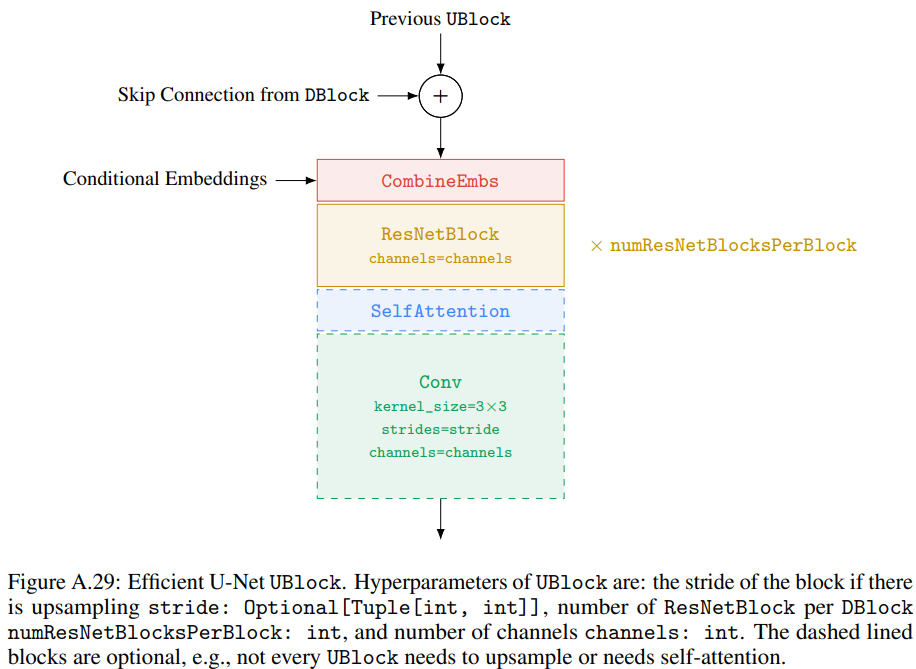 Previous UBlock
Skip Connection from DBlock
+
Conditional Embeddings
CombineEmbs
ResNetBlock
channels=channels
× numResNetBlocksPerBlock
SelfAttention
Conv
kernel_size=3×3
strides=stride
channels=channels
Figure A.29: Efficient U-Net UBlock. Hyperparameters of UBlock are: the stride of the block if there
is upsampling stride: Optional[Tuple[int, int]], number of ResNetBlock per DBlock
numResNetBlocksPerBlock: int, and number of channels channels: int. The dashed lined
blocks are optional, e.g., not every UBlock needs to upsample or needs self-attention.